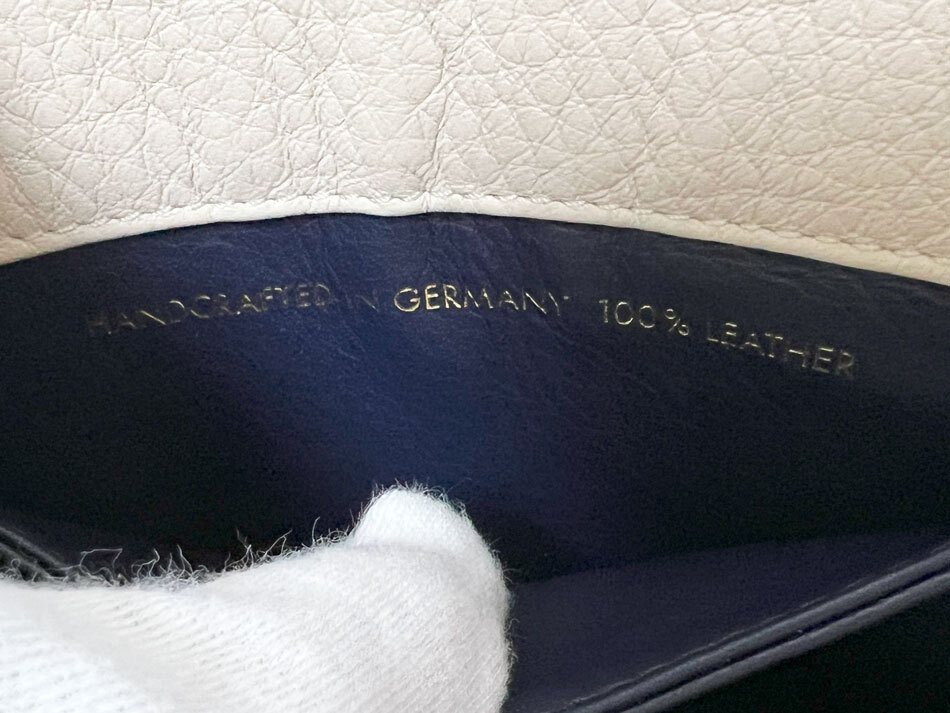 HANDCRAFTED IN GERMANY 100% LEATHER